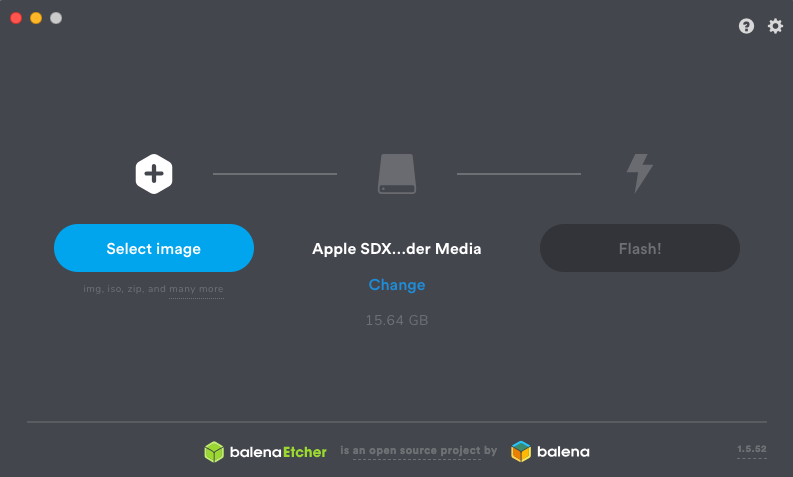 Select image
img, iso, zip, and many more
Apple SDX...der Media
Change
15.64 GB
Flash!
balenaEtcher is an open source project by balena
1.5.52